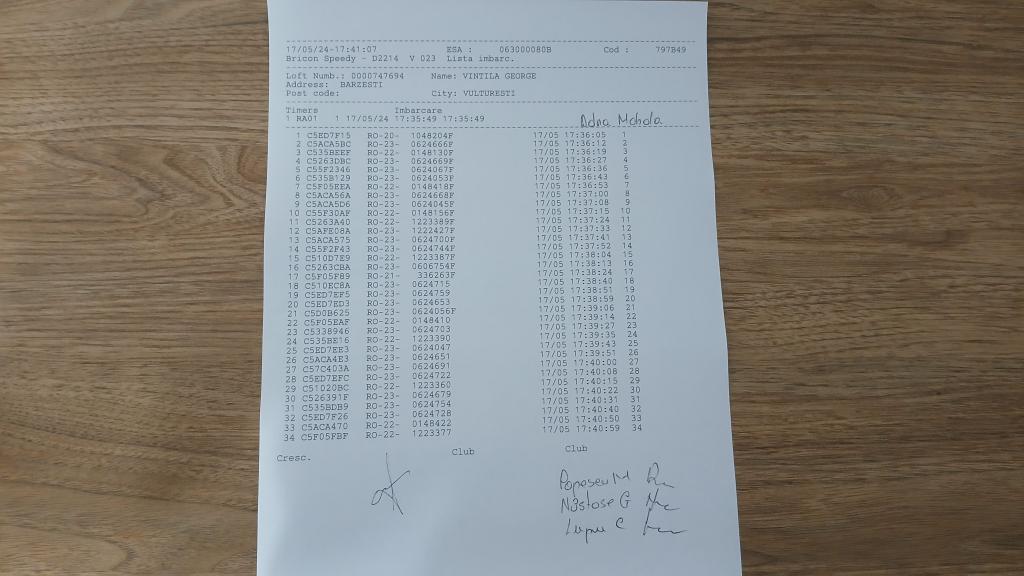 17/05/24-17:41:07 ESA : 063000080B Cod : 797B49
Bricon Speedy - D2214 V 023 Lista imbarc.
Loft Numb.: 0000747694 Name: VINTILA GEORGE
Address: BARZESTI
Post code: City: VULTURESTI
Timers Imbarcare
1 RA01 1 17/05/24 17:35:49 17:35:49
1 C5ED7F15 RO-20- 1048204F 17/05 17:36:05 1
2 C5ACA5BC RO-23- 0624666F 17/05 17:36:12 2
3 C535BEEF RO-22- 0148130F 17/05 17:36:19 3
4 C5263DBC RO-23- 0624669F 17/05 17:36:27 4
5 C55F2346 RO-23- 0624067F 17/05 17:36:36 5
6 C535B129 RO-23- 0624053F 17/05 17:36:43 6
7 C5F05EEA RO-22- 0148418F 17/05 17:36:53 7
8 C5ACA56A RO-23- 0624668F 17/05 17:37:00 8
9 C5ACA5D6 RO-23- 0624045F 17/05 17:37:08 9
10 C55F30AF RO-22- 0148156F 17/05 17:37:15 10
11 C5263A40 RO-22- 1223389F 17/05 17:37:24 11
12 C5AFE08A RO-23- 1222427F 17/05 17:37:33 12
13 C5ACA575 RO-23- 0624700F 17/05 17:37:41 13
14 C55F2F43 RO-23- 0624744F 17/05 17:37:52 14
15 C510D7E9 RO-22- 1223387F 17/05 17:38:04 15
16 C5263CBA RO-23- 0606754F 17/05 17:38:13 16
17 C5F05F89 RO-21- 336263F 17/05 17:38:24 17
18 C510EC8A RO-23- 0624715 17/05 17:38:40 18
19 C5ED7EF5 RO-23- 0624759 17/05 17:38:51 19
20 C5ED7ED3 RO-23- 0624653 17/05 17:38:59 20
21 C5D0B625 RO-23- 0624056F 17/05 17:39:06 21
22 C5F05EAF RO-22- 0148410 17/05 17:39:14 22
23 C5338946 RO-23- 0624703 17/05 17:39:27 23
24 C535BE16 RO-22- 1223390 17/05 17:39:35 24
25 C5ED7EE3 RO-23- 0624047 17/05 17:39:43 25
26 C5ACA4E3 RO-23- 0624651 17/05 17:39:51 26
27 C57C403A RO-23- 0624691 17/05 17:40:00 27
28 C5ED7EFC RO-23- 0624722 17/05 17:40:08 28
29 C51020BC RO-22- 1223360 17/05 17:40:15 29
30 C526391F RO-23- 0624679 17/05 17:40:22 30
31 C535BDB9 RO-23- 0624754 17/05 17:40:31 31
32 C5ED7F26 RO-23- 0624728 17/05 17:40:40 32
33 C5ACA470 RO-22- 0148422 17/05 17:40:50 33
34 C5F05FBF RO-22- 1223377 17/05 17:40:59 34
Cresc. Club Club
Lupu C